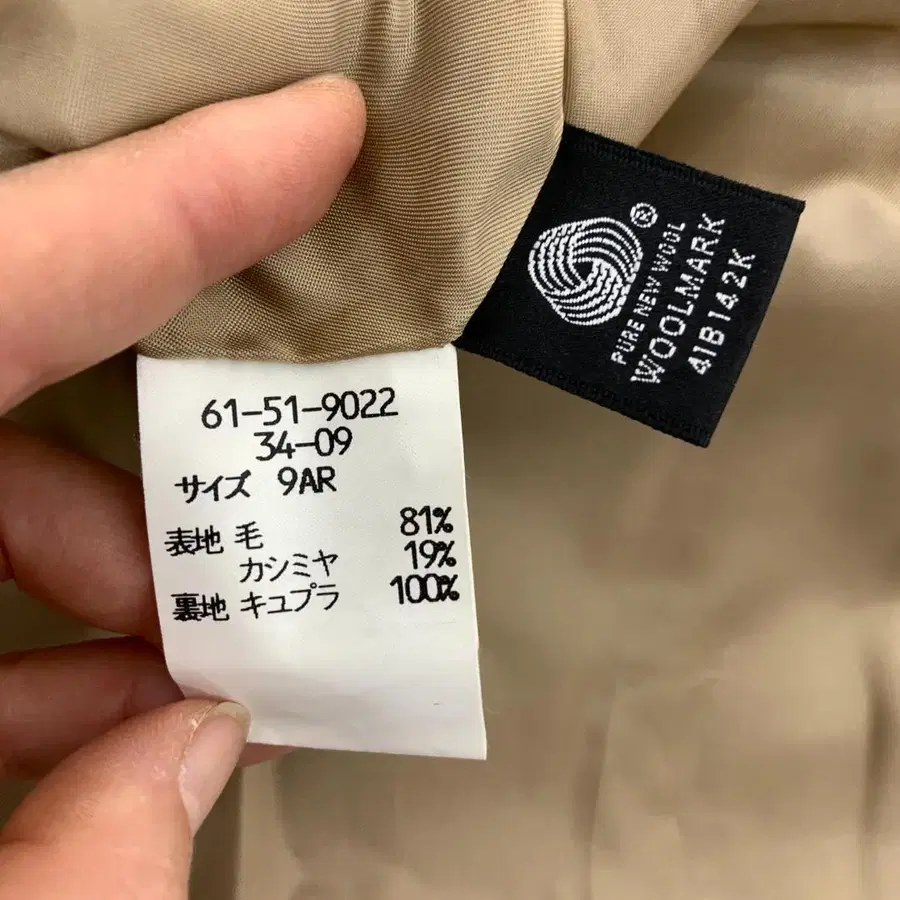 61-51-9022
34-09
サイズ 9AR
表地 毛 81%
カシミヤ 19%
裏地 キュプラ 100%
®
PURE NEW WOOL
WOOLMARK
41B142K